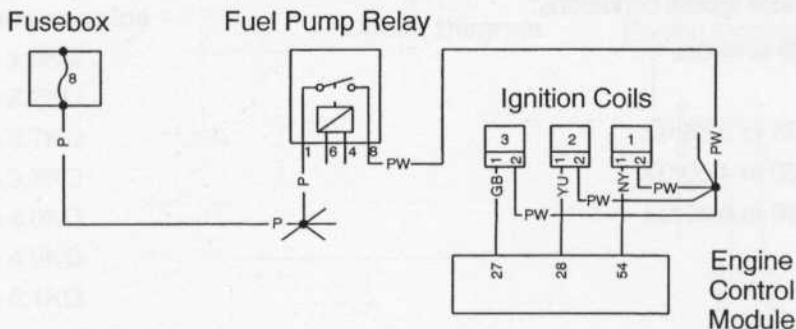 Fusebox
Fuel Pump Relay
8
Ignition Coils
3
2
1
PW
1
6
4
8
1
2
1
2
1
2
P
PW
P
GB
YU
NY
PW
PW
PW
P
27
28
54
Engine
Control
Module